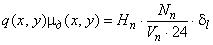 q(x, y)μ∂(x, y) = Hn · Nn / (Vn · 24) · δl